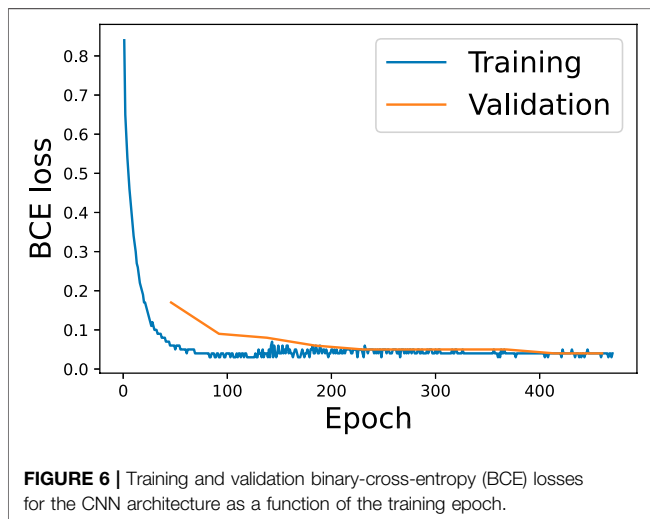 0.8
0.7
0.6
0.5
0.4
0.3
0.2
0.1
0.0
BCE loss
Training
Validation
0
100
200
300
400
Epoch
FIGURE 6 | Training and validation binary-cross-entropy (BCE) losses
for the CNN architecture as a function of the training epoch.